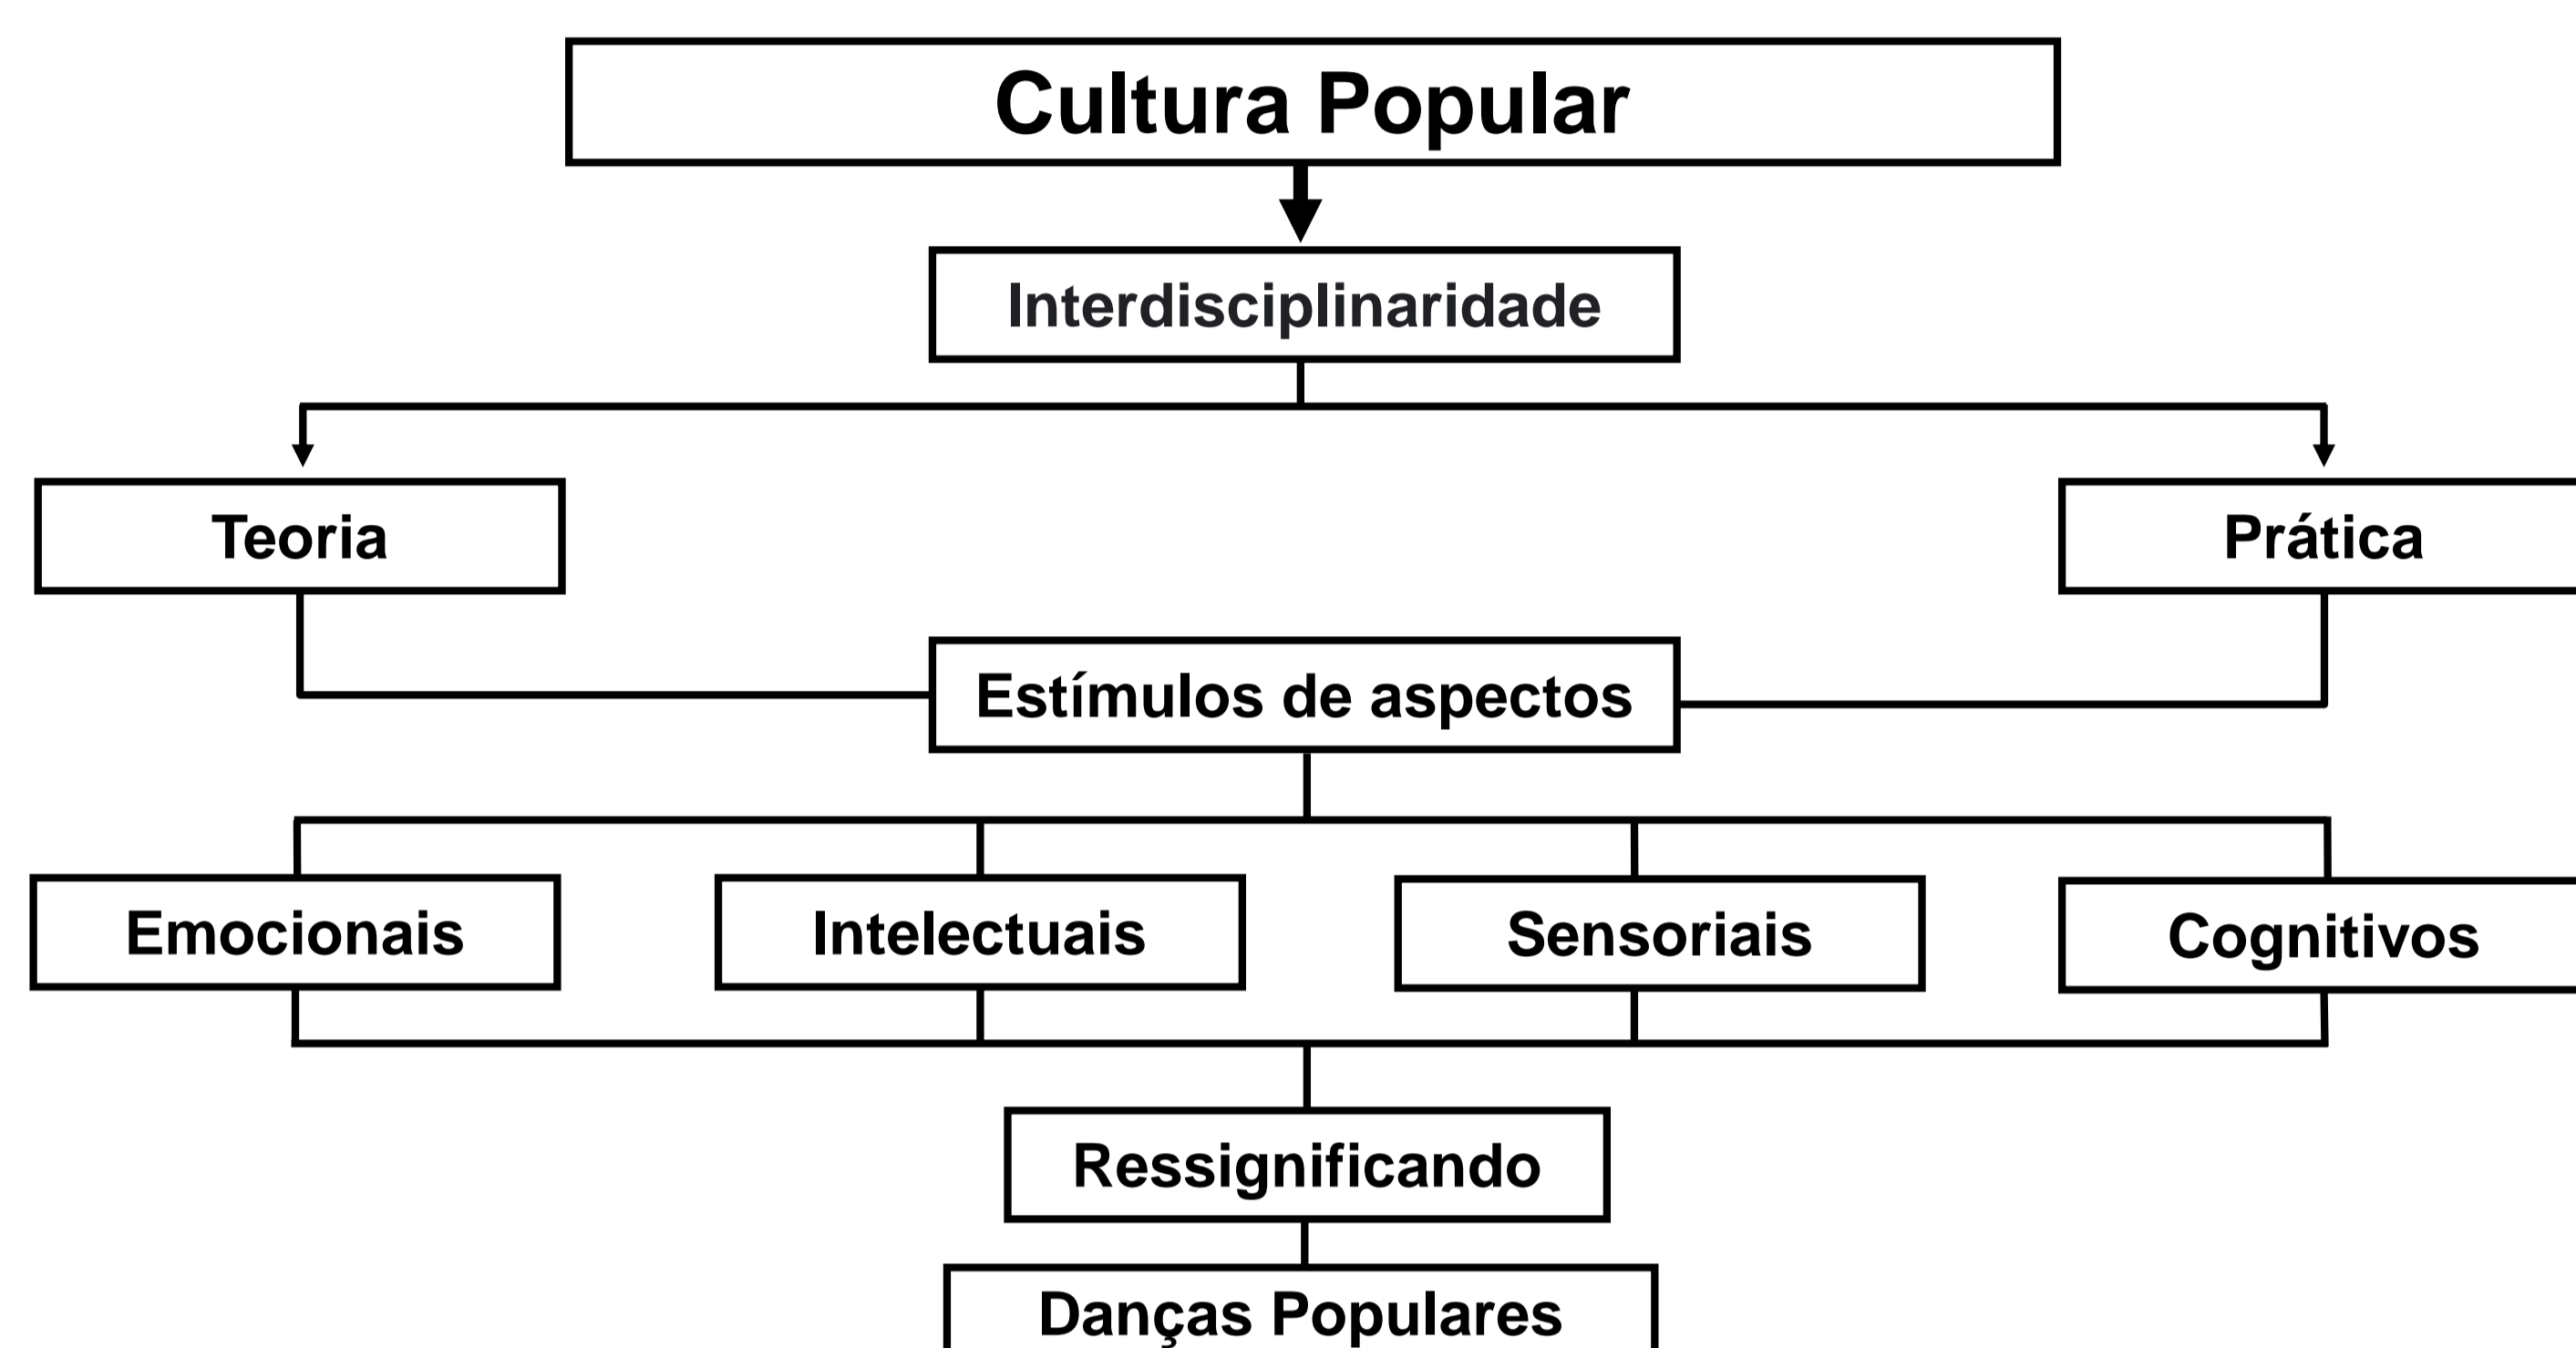 Cultura Popular
Interdisciplinaridade
Teoria
Prática
Estímulos de aspectos
Emocionais
Intelectuais
Sensoriais
Cognitivos
Ressignificando
Danças Populares